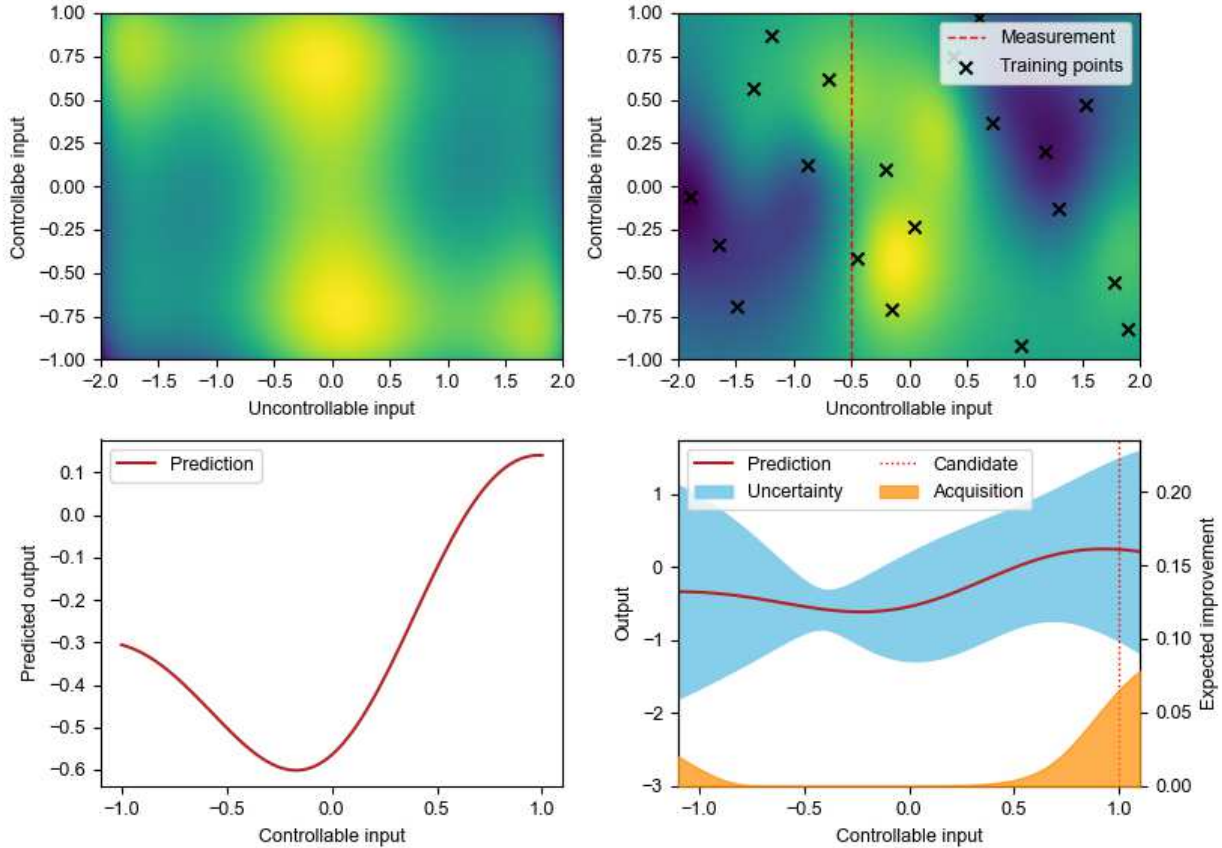 1.00
0.75
0.50
0.25
0.00
−0.25
−0.50
−0.75
−1.00
Controllabe input
−2.0 −1.5 −1.0 −0.5 0.0 0.5 1.0 1.5 2.0
Uncontrollable input
1.00
0.75
0.50
0.25
0.00
−0.25
−0.50
−0.75
−1.00
Controllabe input
Measurement
Training points
−2.0 −1.5 −1.0 −0.5 0.0 0.5 1.0 1.5 2.0
Uncontrollable input
Prediction
0.1
0.0
−0.1
−0.2
−0.3
−0.4
−0.5
−0.6
Predicted output
−1.0 −0.5 0.0 0.5 1.0
Controllable input
Prediction
Uncertainty
Candidate
Acquisition
1
0
−1
−2
−3
Output
0.20
0.15
0.10
0.05
0.00
Expected improvement
−1.0 −0.5 0.0 0.5 1.0
Controllable input